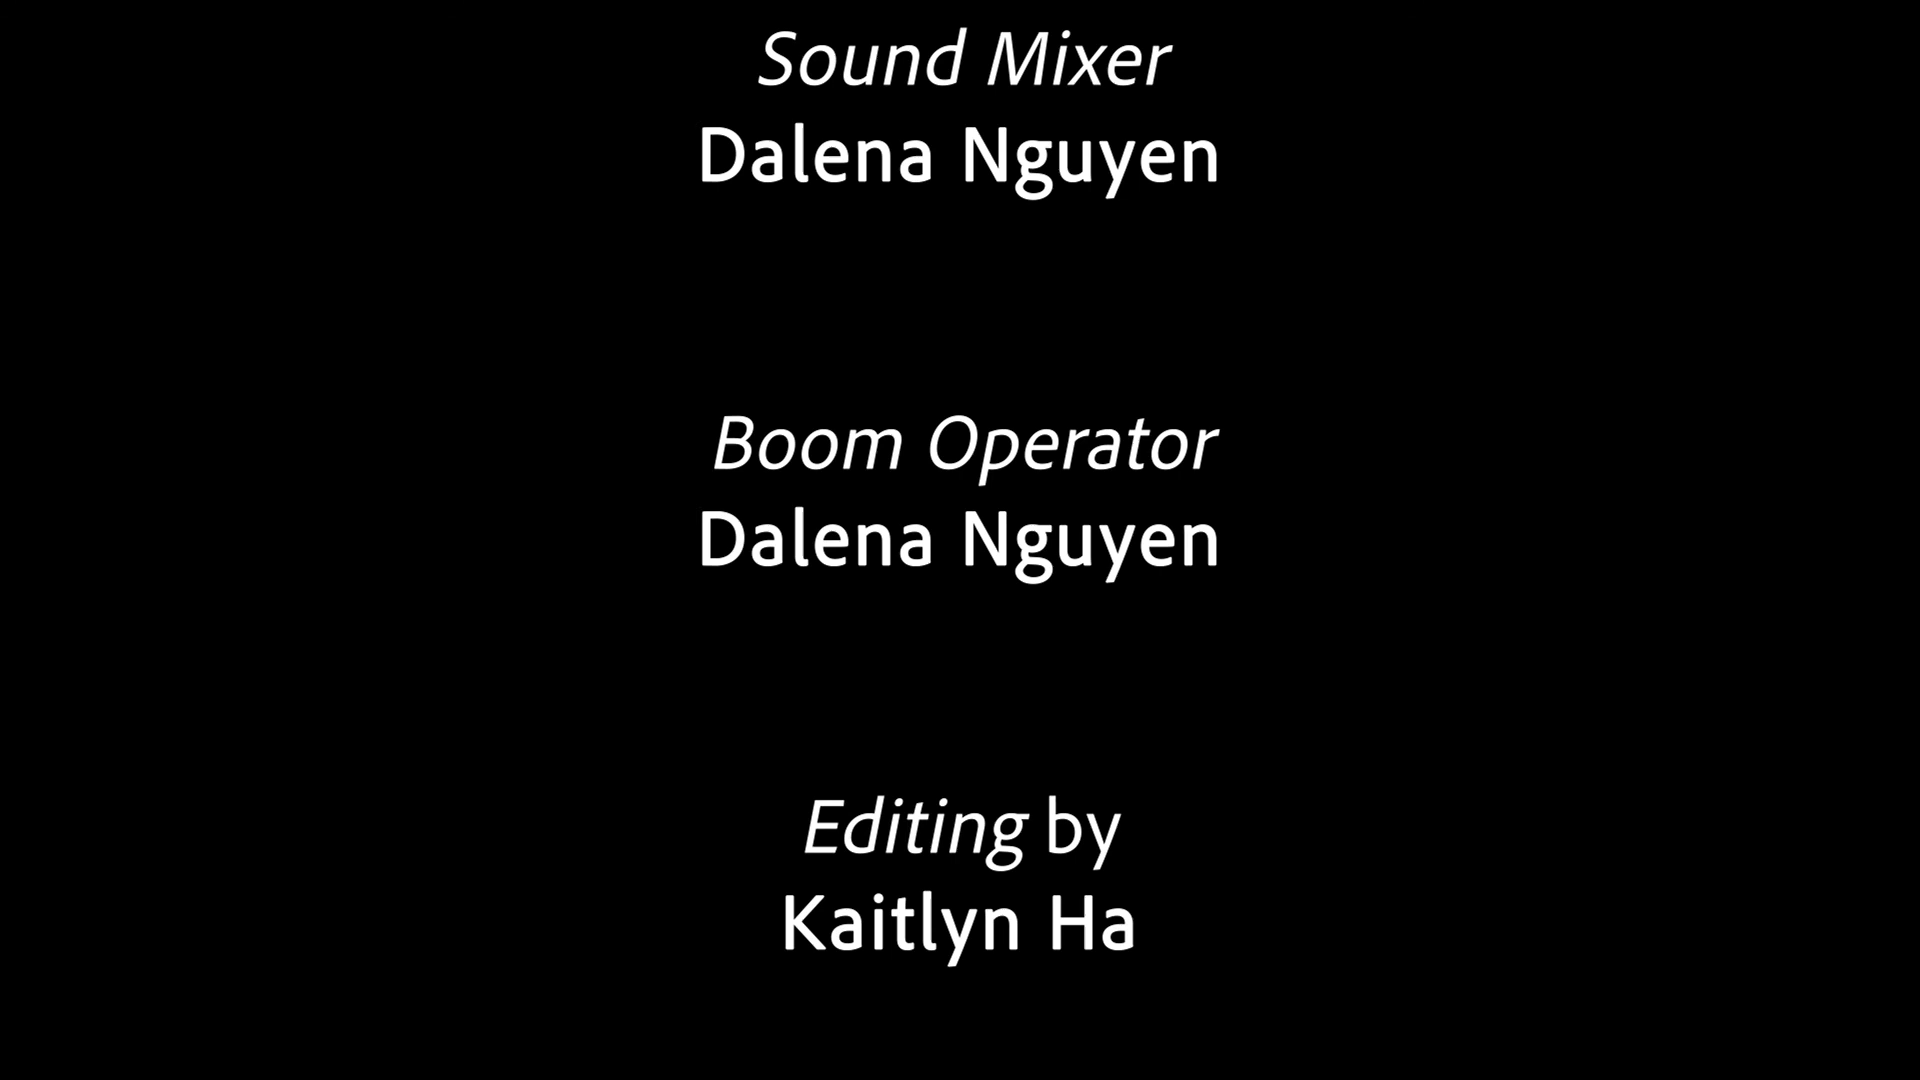 Sound Mixer
Dalena Nguyen
Boom Operator
Dalena Nguyen
Editing by
Kaitlyn Ha